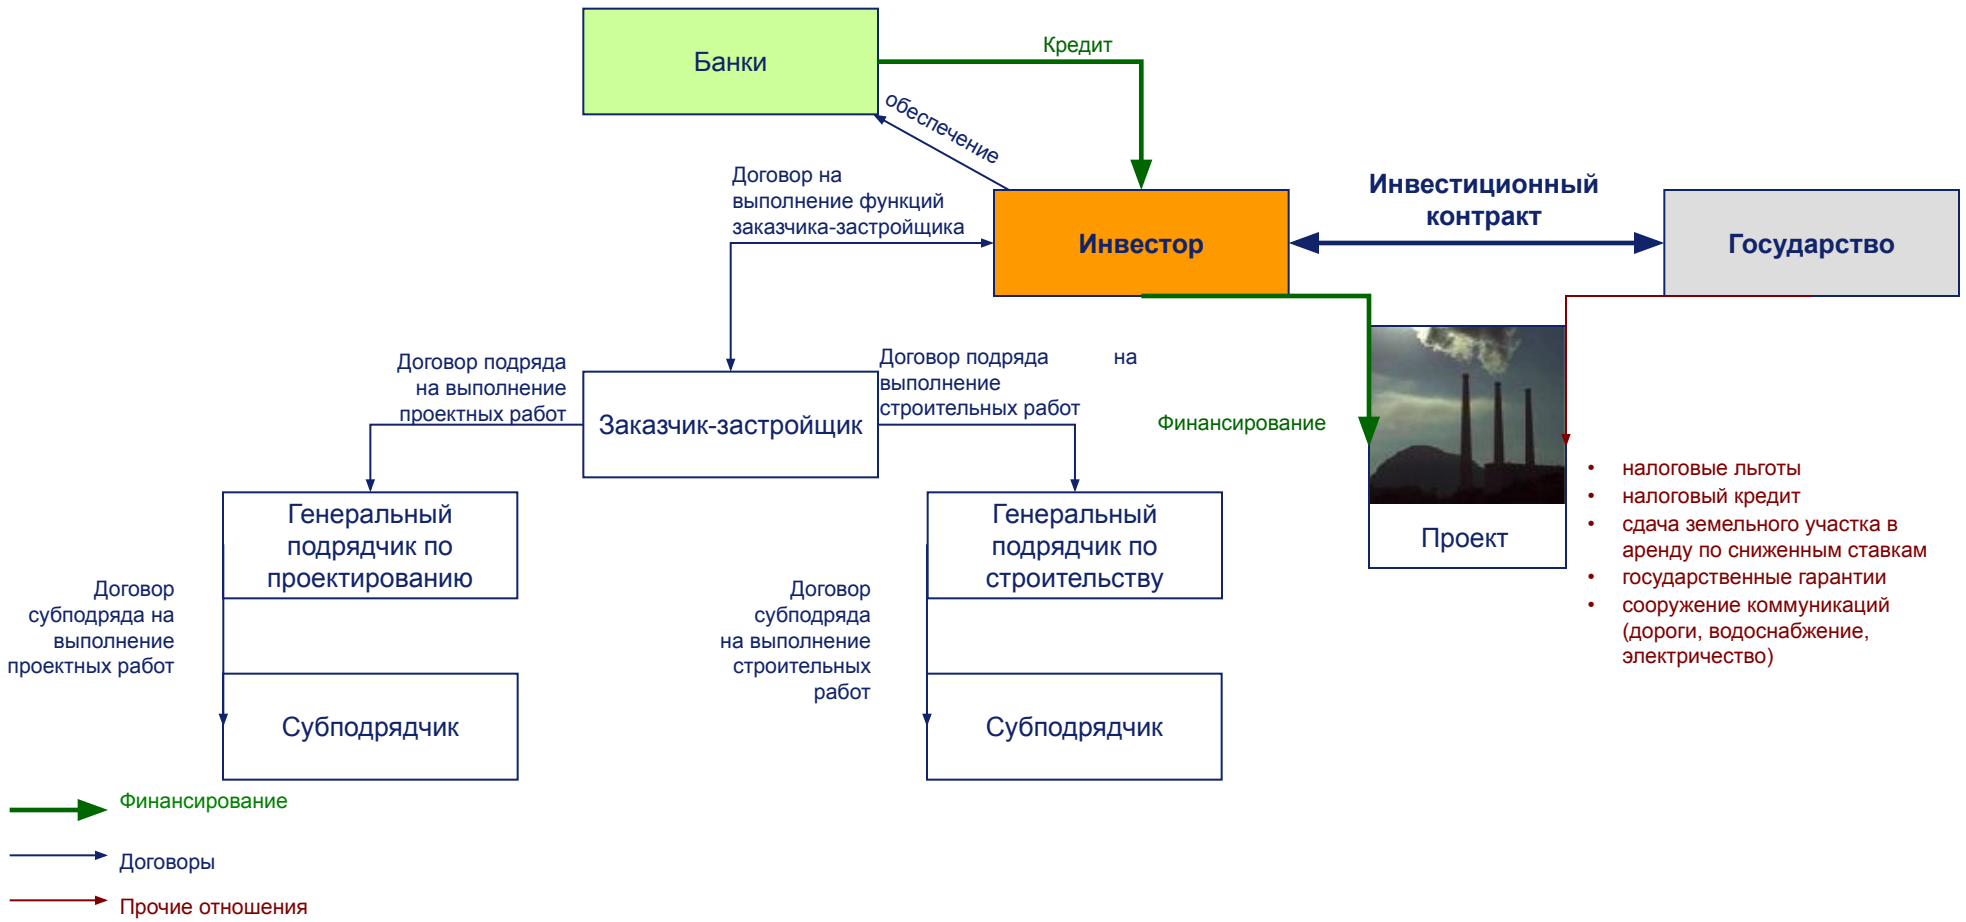 Банки
Кредит
обеспечение
Договор на
выполнение функций
заказчика-застройщика
Инвестор
Инвестиционный
контракт
Государство
Договор подряда
на выполнение
проектных работ
Заказчик-застройщик
Договор подряда на
выполнение
строительных работ
Финансирование
Проект
• налоговые льготы
• налоговый кредит
• сдача земельного участка в
аренду по сниженным ставкам
• государственные гарантии
• сооружение коммуникаций
(дороги, водоснабжение,
электричество)
Генеральный
подрядчик по
проектированию
Генеральный
подрядчик по
строительству
Договор
субподряда на
выполнение
проектных работ
Договор
субподряда
на выполнение
строительных
работ
Субподрядчик
Субподрядчик
Финансирование
Договоры
Прочие отношения